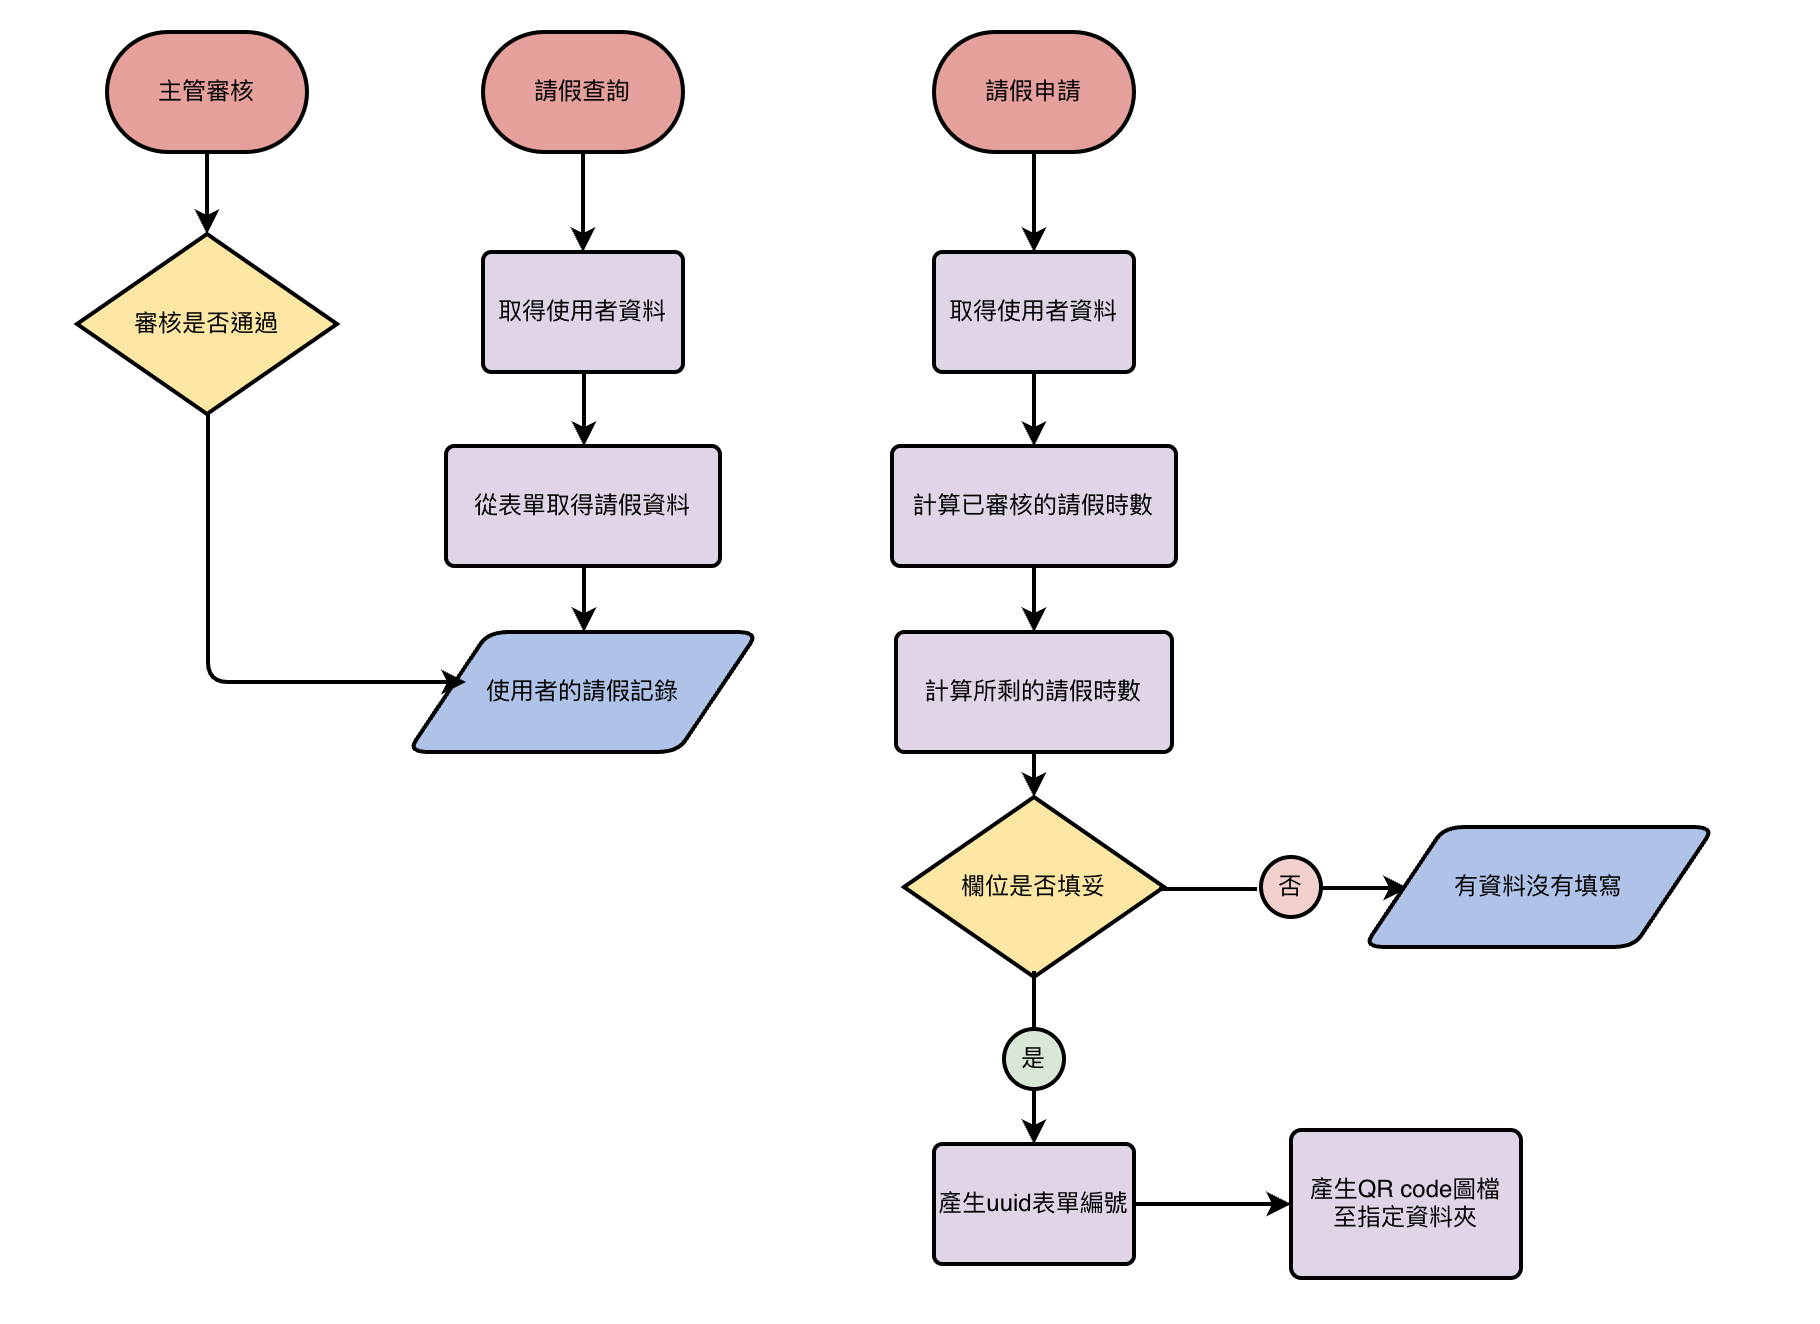 主管審核
請假查詢
請假申請
審核是否通過
取得使用者資料
取得使用者資料
從表單取得請假資料
計算已審核的請假時數
使用者的請假記錄
計算所剩的請假時數
欄位是否填妥
否
有資料沒有填寫
是
產生uuid表單編號
產生QR code圖檔
至指定資料夾